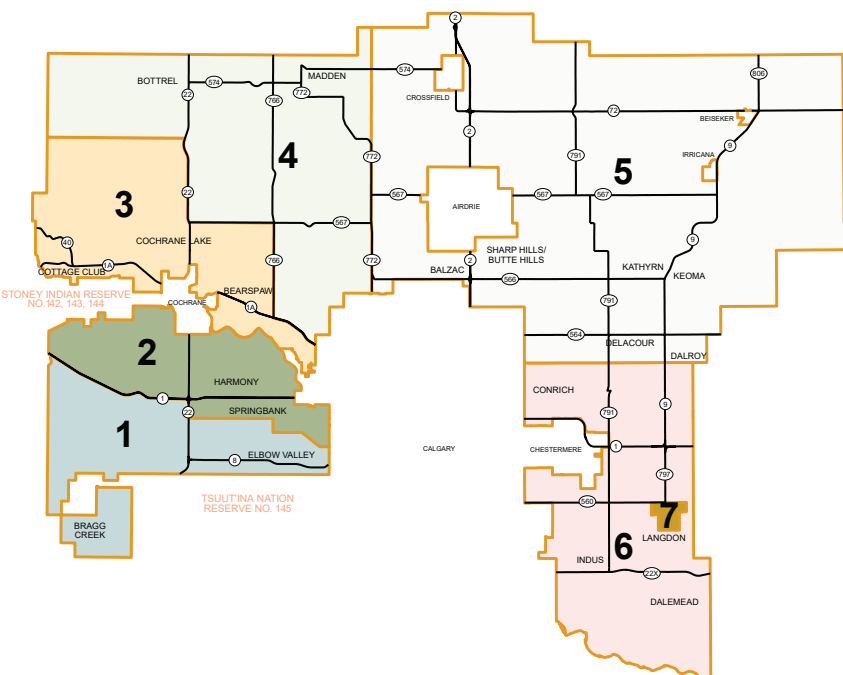 2
574
574
MADDEN
BOTTREL
806
772
22
766
CROSSFIELD
72
BEISEKER
2
9
4
772
791
IRRICANA
5
3
22
567
567
567
AIRDRIE
567
40
COCHRANE LAKE
9
SHARP HILLS/
BUTTE HILLS
766
772
2
1A
COTTAGE CLUB
BALZAC
KATHYRN
KEOMA
566
STONEY INDIAN RESERVE
NO.142, 143, 144
BEARSPAW
COCHRANE
1A
791
564
DELACOUR
2
DALROY
HARMONY
CONRICH
1
9
22
SPRINGBANK
791
1
CALGARY
CHESTERMERE
1
8
ELBOW VALLEY
797
TSUUT'INA NATION
RESERVE NO. 145
560
7
BRAGG
CREEK
LANGDON
6
INDUS
22X
DALEMEAD